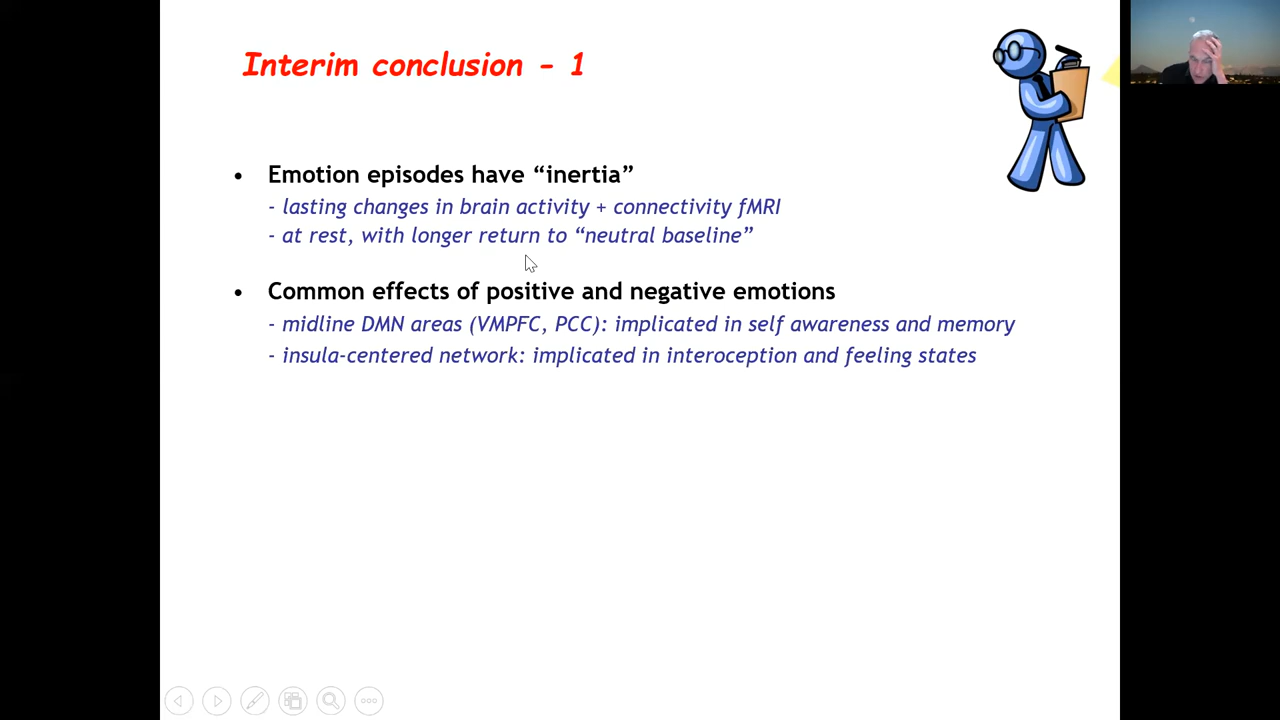 Interim conclusion - 1
• Emotion episodes have “inertia”
- lasting changes in brain activity + connectivity fMRI
- at rest, with longer return to “neutral baseline”
• Common effects of positive and negative emotions
- midline DMN areas (VMPFC, PCC): implicated in self awareness and memory
- insula-centered network: implicated in interoception and feeling states